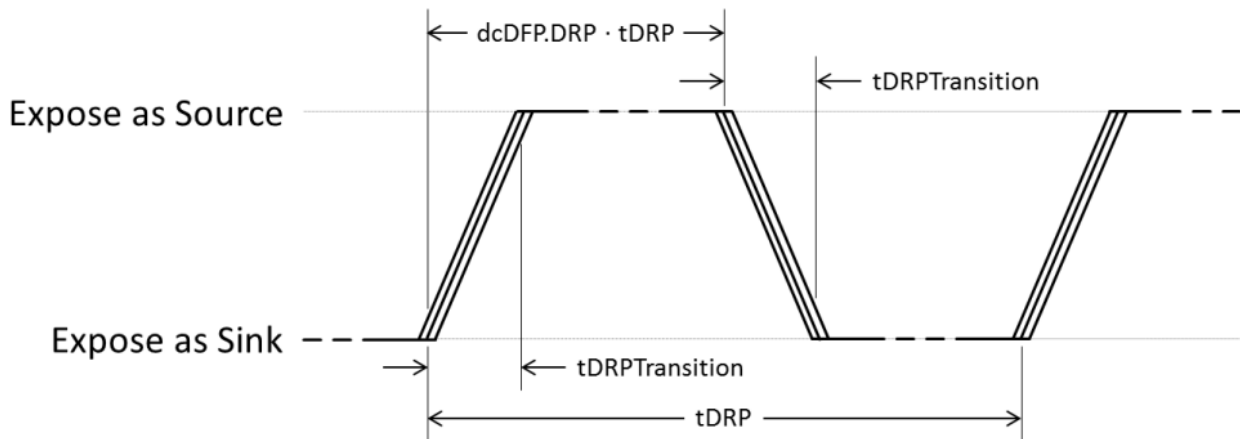 dcDFP.DRP · tDRP
tDRPTransition
Expose as Source
Expose as Sink
tDRPTransition
tDRP